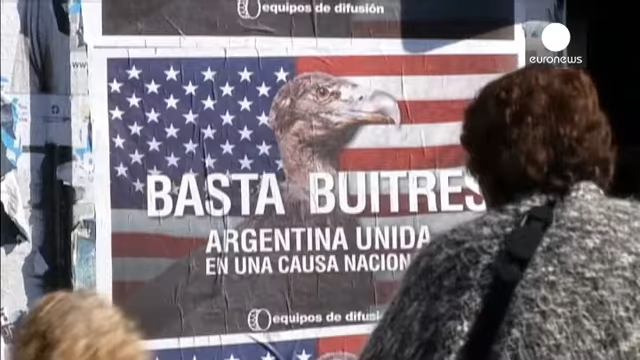 equipos de difusión
euronews
BASTA BUITRES
ARGENTINA UNIDA
EN UNA CAUSA NACIONAL
equipos de difusión